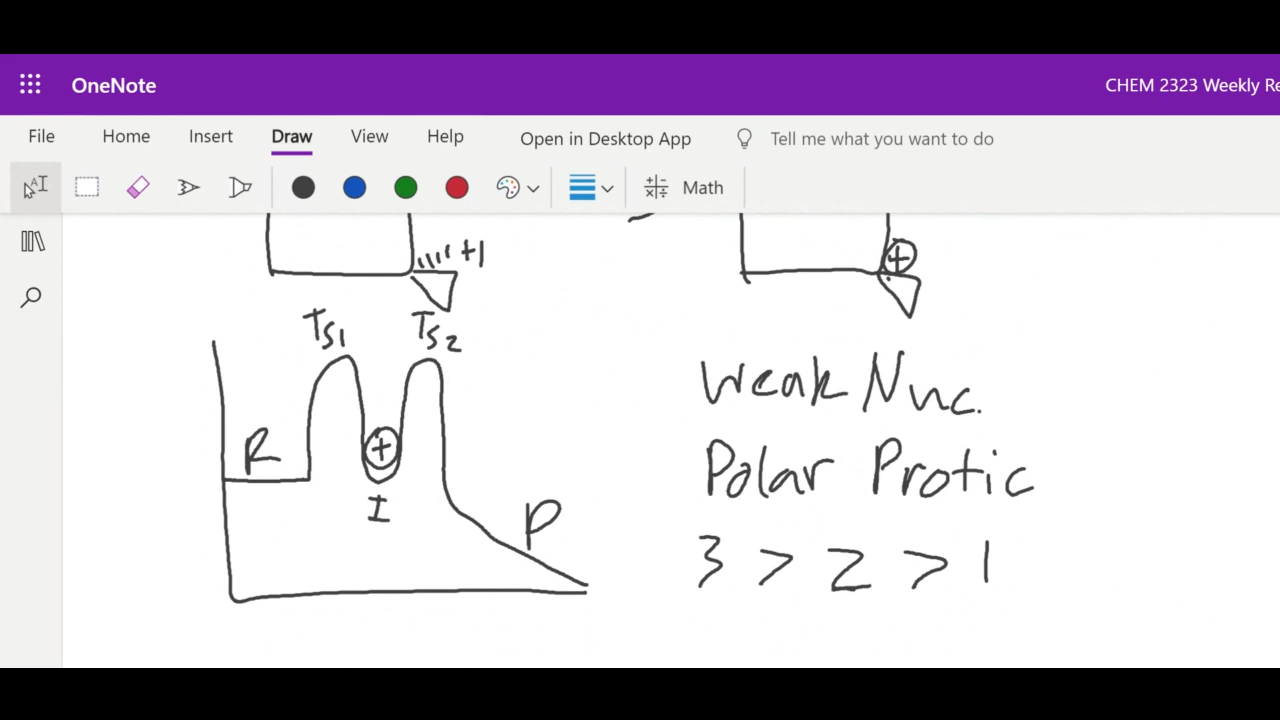 OneNote
CHEM 2323 Weekly Re
File Home Insert Draw View Help Open in Desktop App Tell me what you want to do
Math
+1
+
TS1 TS2
R
+
I
P
Weak Nuc.
Polar Protic
3 > 2 > 1